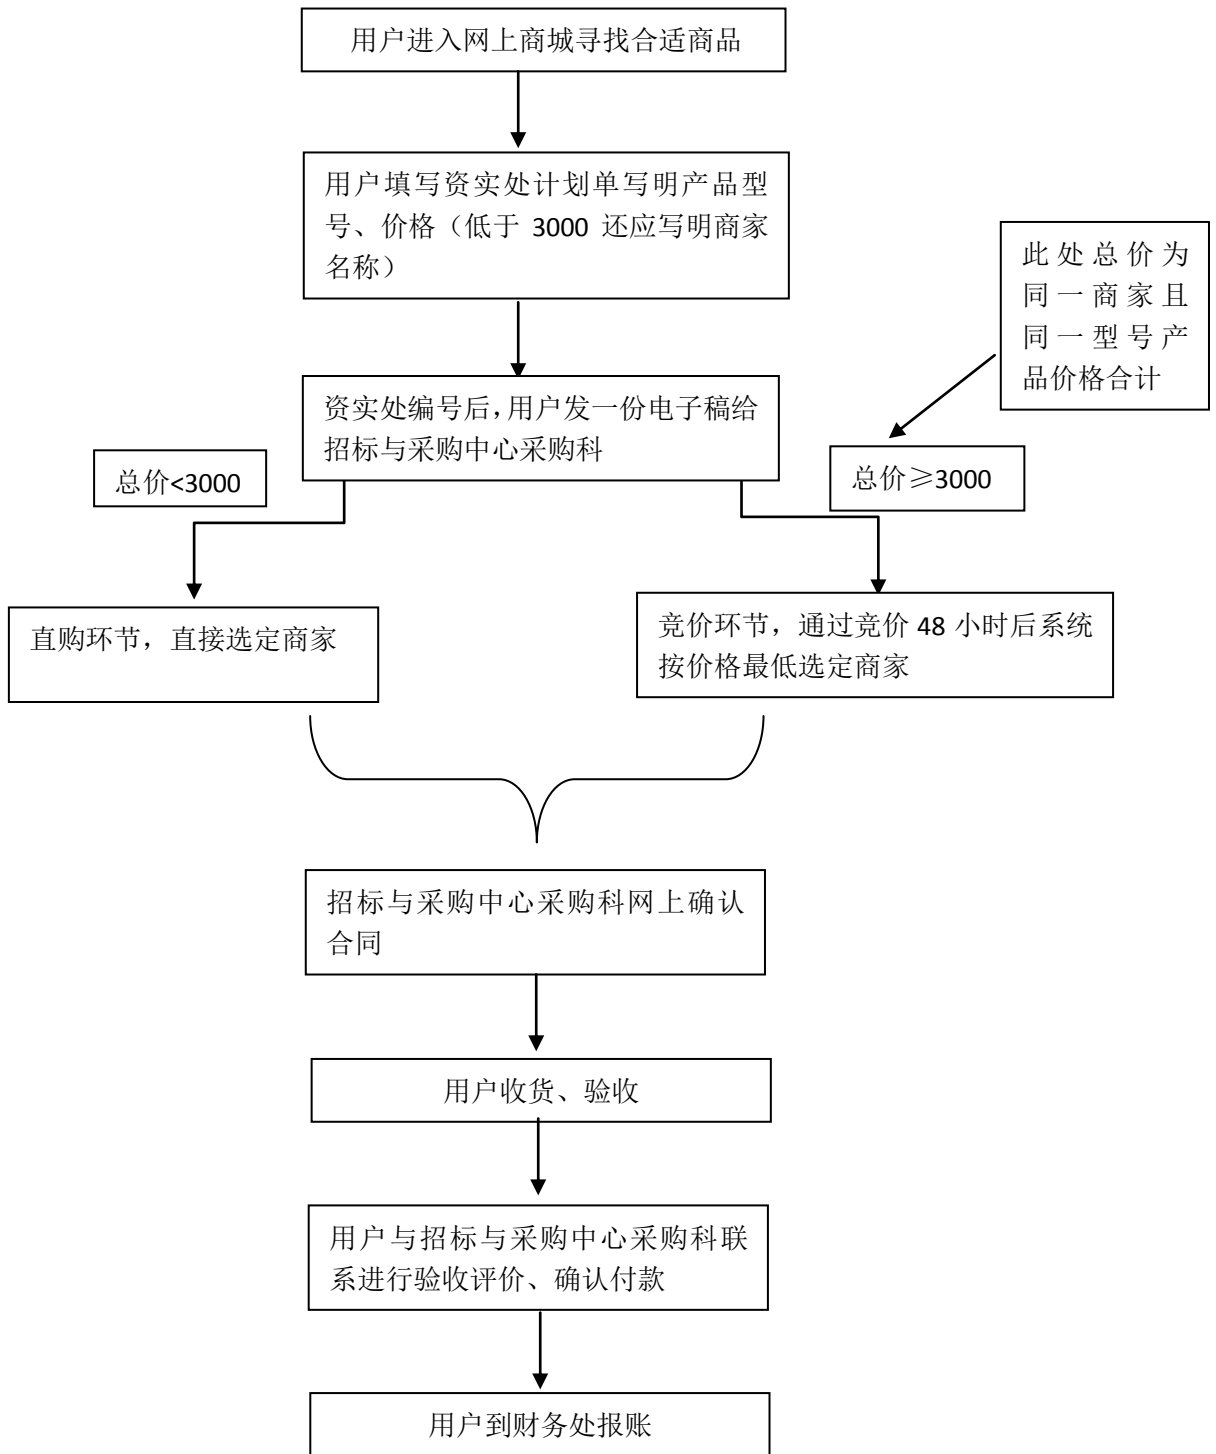 用户进入网上商城寻找合适商品
用户填写资实处计划单写明产品型
号、价格（低于 3000 还应写明商家
名称）
此处总价为
同一商家且
同一型号产
品价格合计
资实处编号后，用户发一份电子稿给
招标与采购中心采购科
总价<3000
总价≥3000
直购环节，直接选定商家
竞价环节，通过竞价 48 小时后系统
按价格最低选定商家
招标与采购中心采购科网上确认
合同
用户收货、验收
用户与招标与采购中心采购科联
系进行验收评价、确认付款
用户到财务处报账